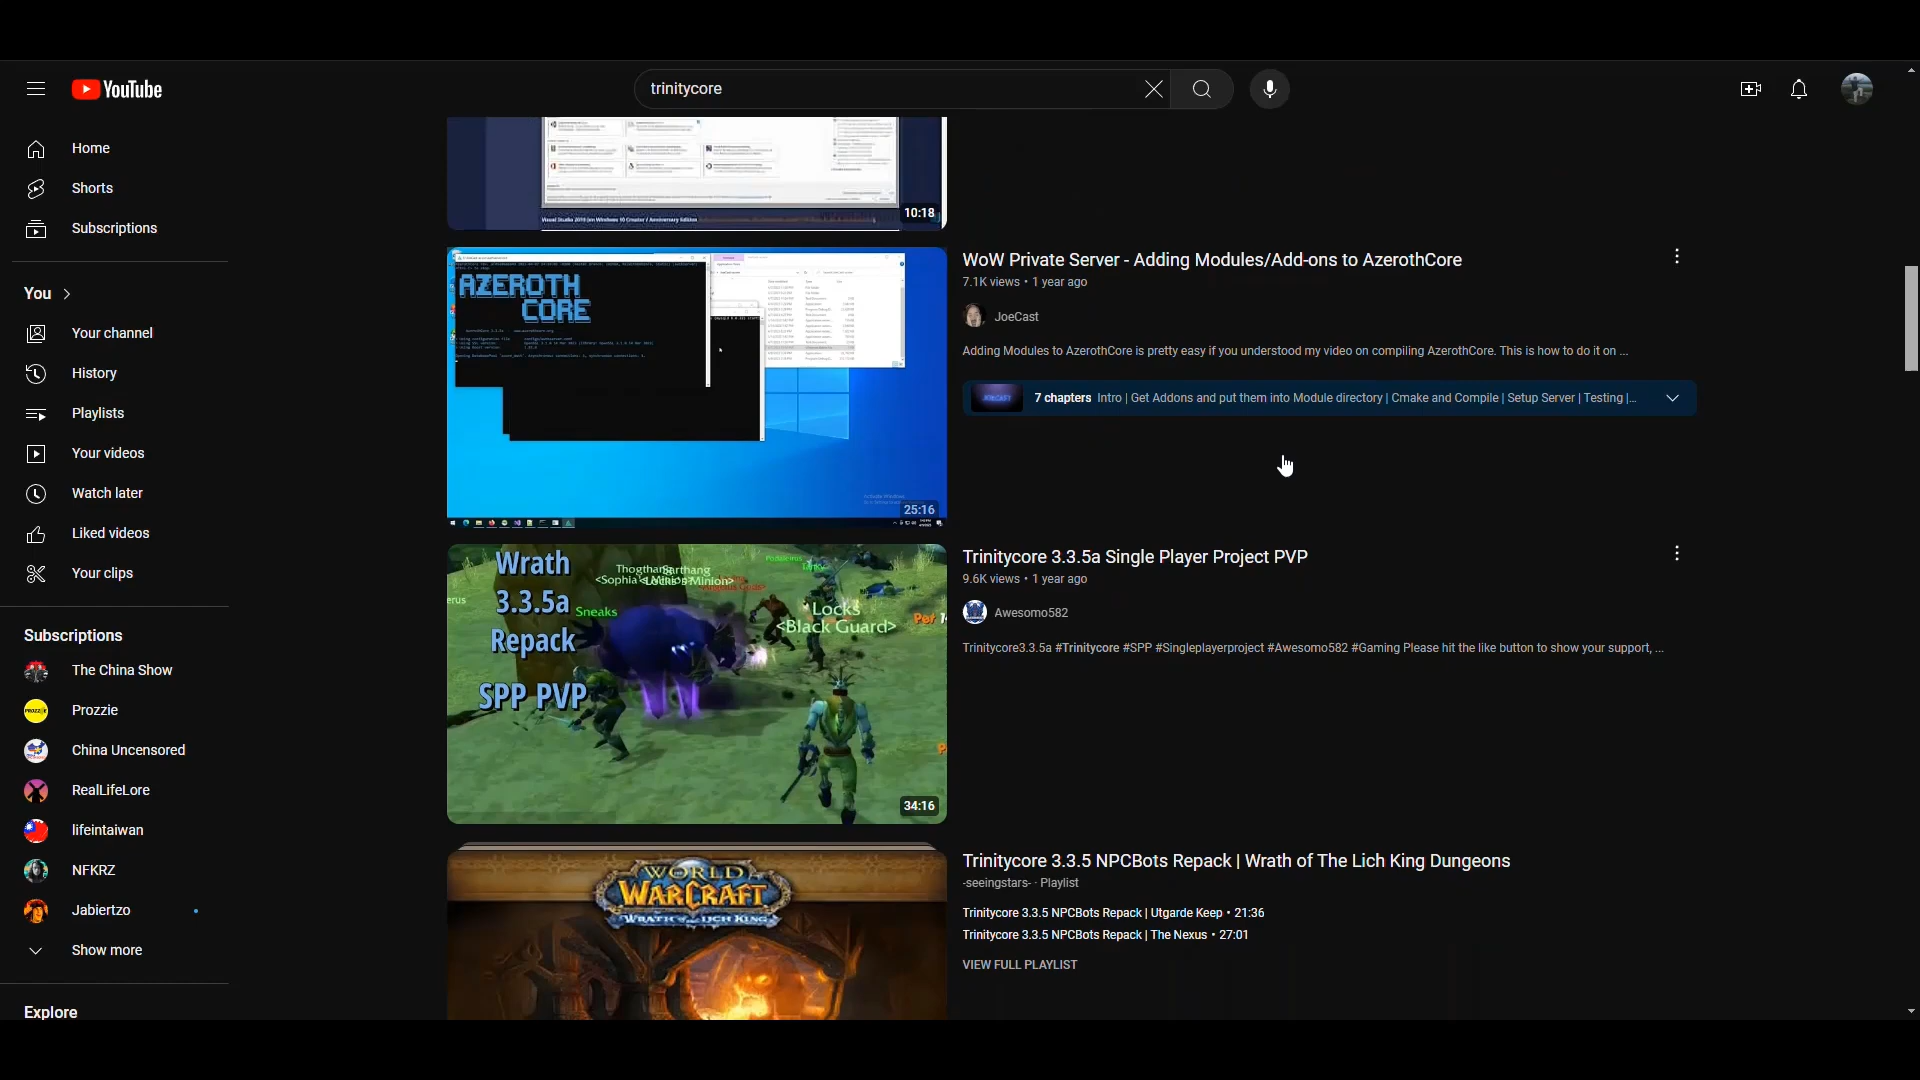 YouTube
trinitycore
Home
Shorts
Subscriptions
You
Your channel
History
Playlists
Your videos
Watch later
Liked videos
Your clips
Subscriptions
The China Show
Prozzie
China Uncensored
RealLifeLore
lifeintaiwan
NFKRZ
Jabiertzo
Show more
Explore
10:18
AZEROTH
CORE
25:16
WoW Private Server - Adding Modules/Add-ons to AzerothCore
7.1K views • 1 year ago
JoeCast
Adding Modules to AzerothCore is pretty easy if you understood my video on compiling AzerothCore. This is how to do it on ...
7 chapters Intro | Get Addons and put them into Module directory | Cmake and Compile | Setup Server | Testing |...
Wrath
3.3.5a
Repack
SPP PVP
Sneaks
Locks
<Black Guard>
34:16
Trinitycore 3.3.5a Single Player Project PVP
9.6K views • 1 year ago
Awesomo582
Trinitycore3.3.5a #Trinitycore #SPP #Singleplayerproject #Awesomo582 #Gaming Please hit the like button to show your support, ...
WORLD
WARCRAFT
WRATH OF THE LICH KING
Trinitycore 3.3.5 NPCBots Repack | Wrath of The Lich King Dungeons
-seeingstars- · Playlist
Trinitycore 3.3.5 NPCBots Repack | Utgarde Keep • 21:36
Trinitycore 3.3.5 NPCBots Repack | The Nexus • 27:01
VIEW FULL PLAYLIST